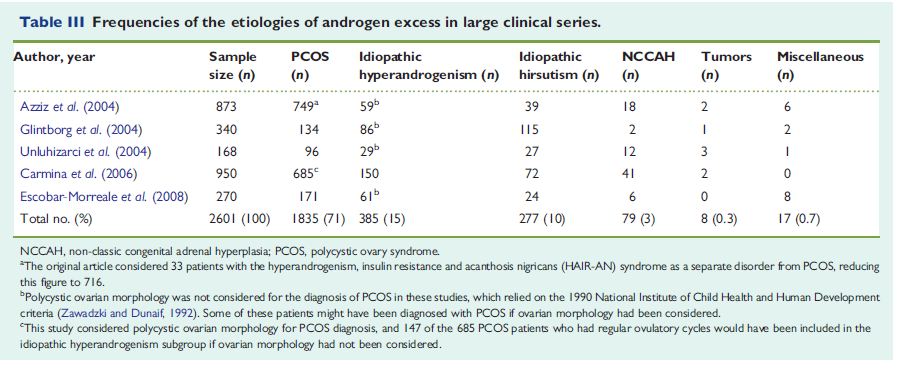 Table III Frequencies of the etiologies of androgen excess in large clinical series.
Author, year Sample size (n) PCOS (n) Idiopathic hyperandrogenism (n) Idiopathic hirsutism (n) NCCAH (n) Tumors (n) Miscellaneous (n)
Azziz et al. (2004) 873 749a 59b 39 18 2 6
Glintborg et al. (2004) 340 134 86b 115 2 1 2
Unluhizarci et al. (2004) 168 96 29b 27 12 3 1
Carmina et al. (2006) 950 685c 150 72 41 2 0
Escobar-Morreale et al. (2008) 270 171 61b 24 6 0 8
Total no. (%) 2601 (100) 1835 (71) 385 (15) 277 (10) 79 (3) 8 (0.3) 17 (0.7)
NCCAH, non-classic congenital adrenal hyperplasia; PCOS, polycystic ovary syndrome.
aThe original article considered 33 patients with the hyperandrogenism, insulin resistance and acanthosis nigricans (HAIR-AN) syndrome as a separate disorder from PCOS, reducing
this figure to 716.
bPolycystic ovarian morphology was not considered for the diagnosis of PCOS in these studies, which relied on the 1990 National Institute of Child Health and Human Development
criteria (Zawadzki and Dunaif, 1992). Some of these patients might have been diagnosed with PCOS if ovarian morphology had been considered.
cThis study considered polycystic ovarian morphology for PCOS diagnosis, and 147 of the 685 PCOS patients who had regular ovulatory cycles would have been included in the
idiopathic hyperandrogenism subgroup if ovarian morphology had not been considered.